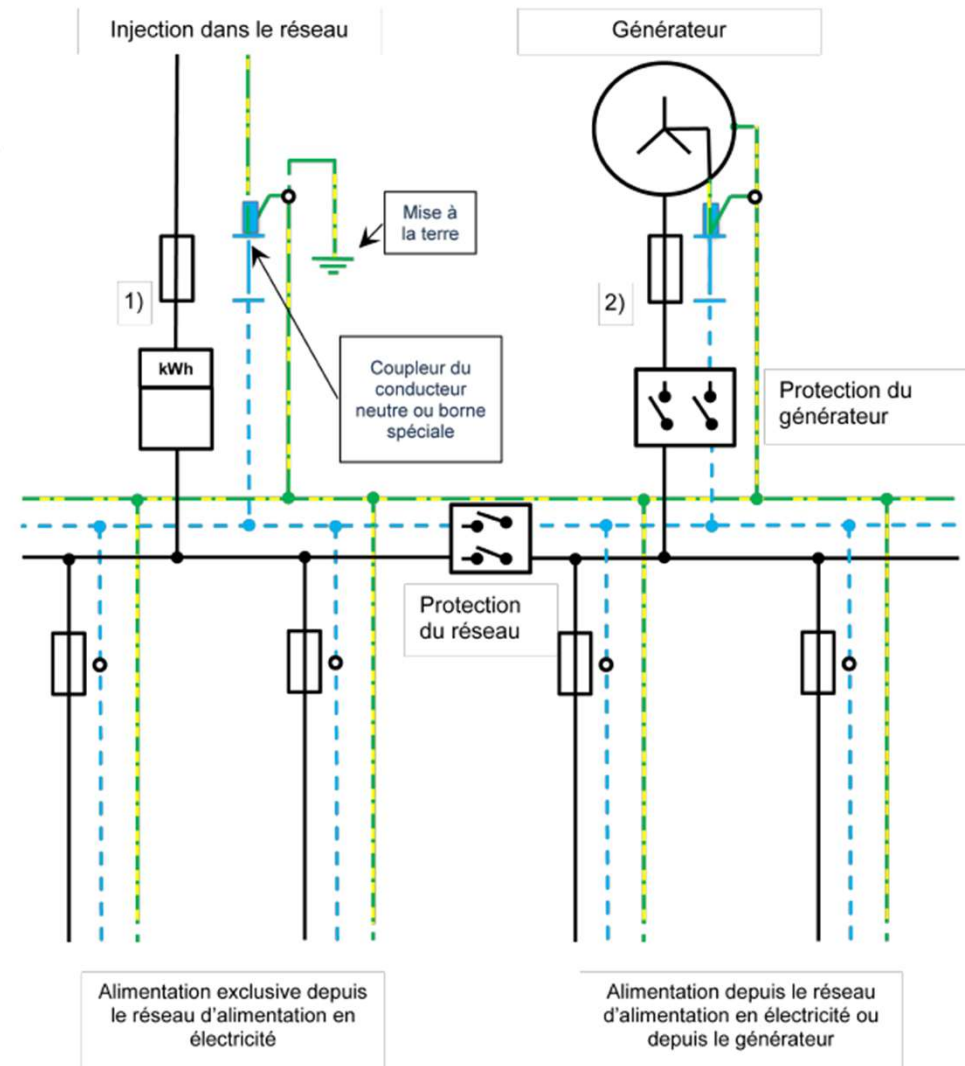 Injection dans le réseau
Générateur
Mise à
la terre
1)
2)
kWh
Coupleur du
conducteur
neutre ou borne
spéciale
Protection du
générateur
Protection
du réseau
Alimentation exclusive depuis
le réseau d'alimentation en
électricité
Alimentation depuis le réseau
d'alimentation en électricité ou
depuis le générateur